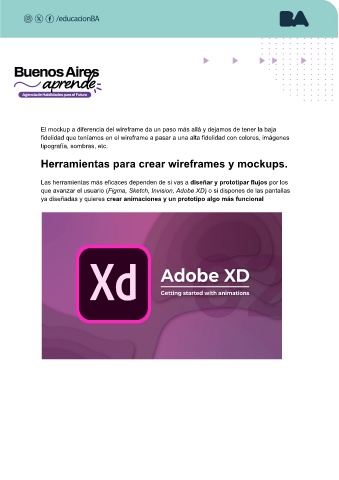 /educacionBA
BA
Buenos Aires
aprende
Agencia de Habilidades para el Futuro
El mockup a diferencia del wireframe da un paso más allá y dejamos de tener la baja
fidelidad que teníamos en el wireframe a pasar a una alta fidelidad con colores, imágenes
tipografía, sombras, etc.
Herramientas para crear wireframes y mockups.
Las herramientas más eficaces dependen de si vas a diseñar y prototipar flujos por los
que avanzar el usuario (Figma, Sketch, Invision, Adobe XD) o si dispones de las pantallas
ya diseñadas y quieres crear animaciones y un prototipo algo más funcional
Xd
Adobe XD
Getting started with animations